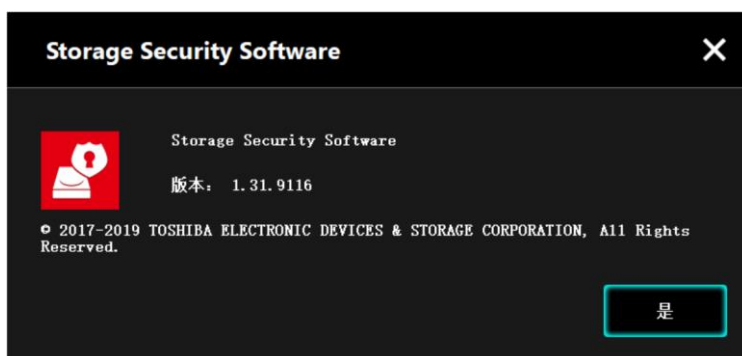 Storage Security Software
Storage Security Software
版本: 1.31.9116
© 2017-2019 TOSHIBA ELECTRONIC DEVICES & STORAGE CORPORATION, All Rights
Reserved.
是